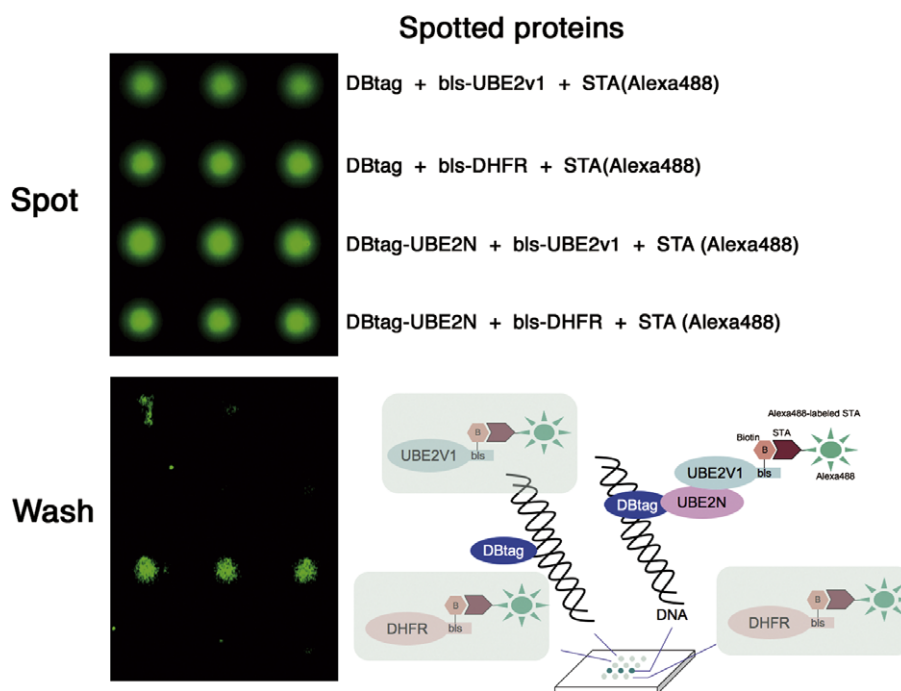 Spotted proteins
DBtag + bls-UBE2v1 + STA(Alexa488)
DBtag + bls-DHFR + STA(Alexa488)
Spot
DBtag-UBE2N + bls-UBE2v1 + STA (Alexa488)
DBtag-UBE2N + bls-DHFR + STA (Alexa488)
Wash
B
UBE2V1
bls
DBtag
B
DHFR
bls
Alexa488-labeled STA
Biotin
STA
B
UBE2V1
bls
Alexa488
DBtag
UBE2N
DNA
B
DHFR
bls